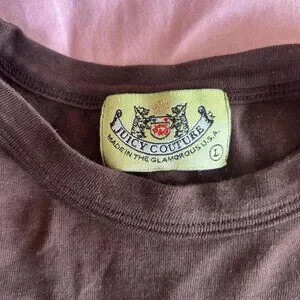 JUICY COUTURE
MADE IN THE GLAMOROUS U.S.A.
L